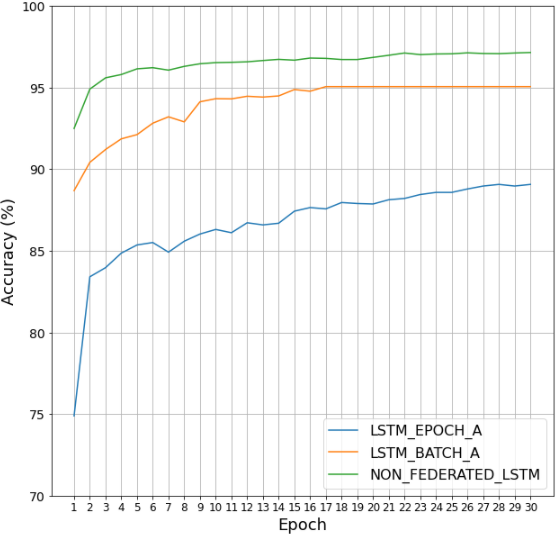 100
95
90
85
80
75
70
Accuracy (%)
LSTM_EPOCH_A
LSTM_BATCH_A
NON_FEDERATED_LSTM
1 2 3 4 5 6 7 8 9 10 11 12 13 14 15 16 17 18 19 20 21 22 23 24 25 26 27 28 29 30
Epoch